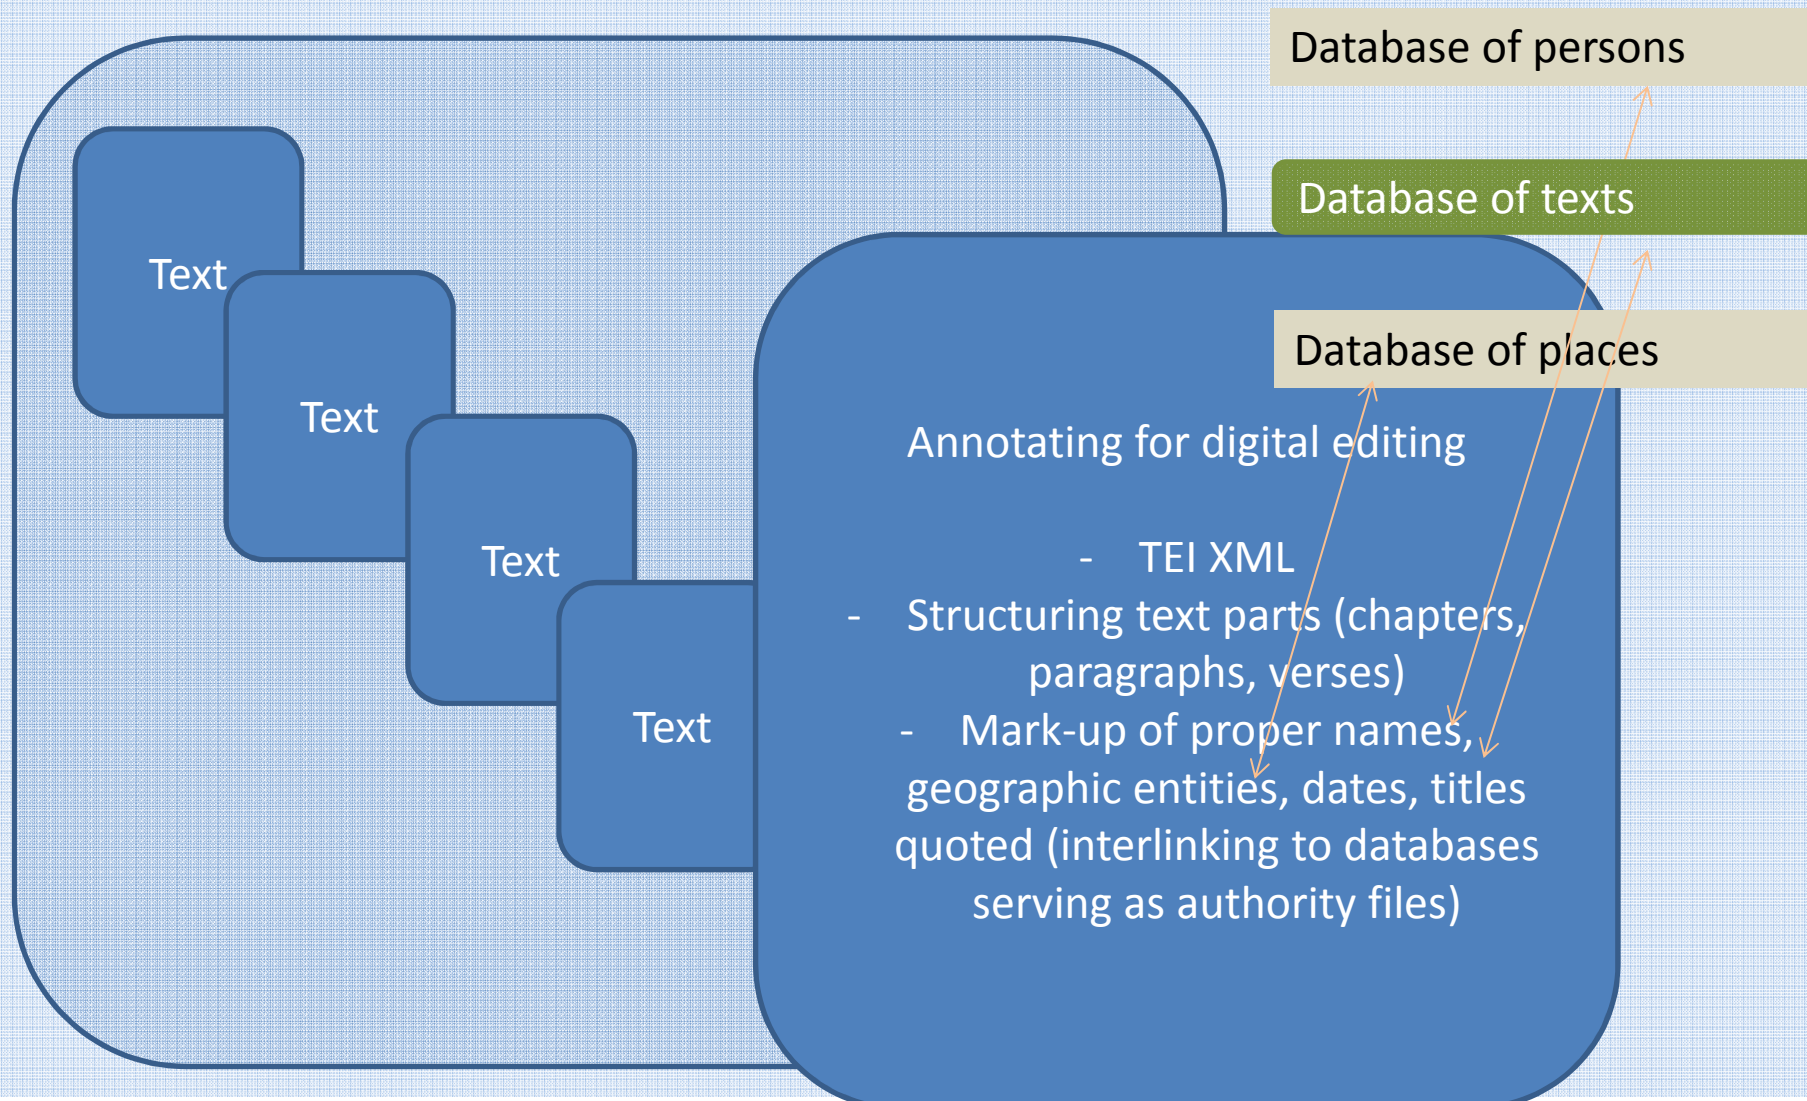 Database of persons
Database of texts
Text
Database of places
Text
Annotating for digital editing
Text
- TEI XML
- Structuring text parts (chapters,
paragraphs, verses)
Text
- Mark-up of proper names,
geographic entities, dates, titles
quoted (interlinking to databases
serving as authority files)